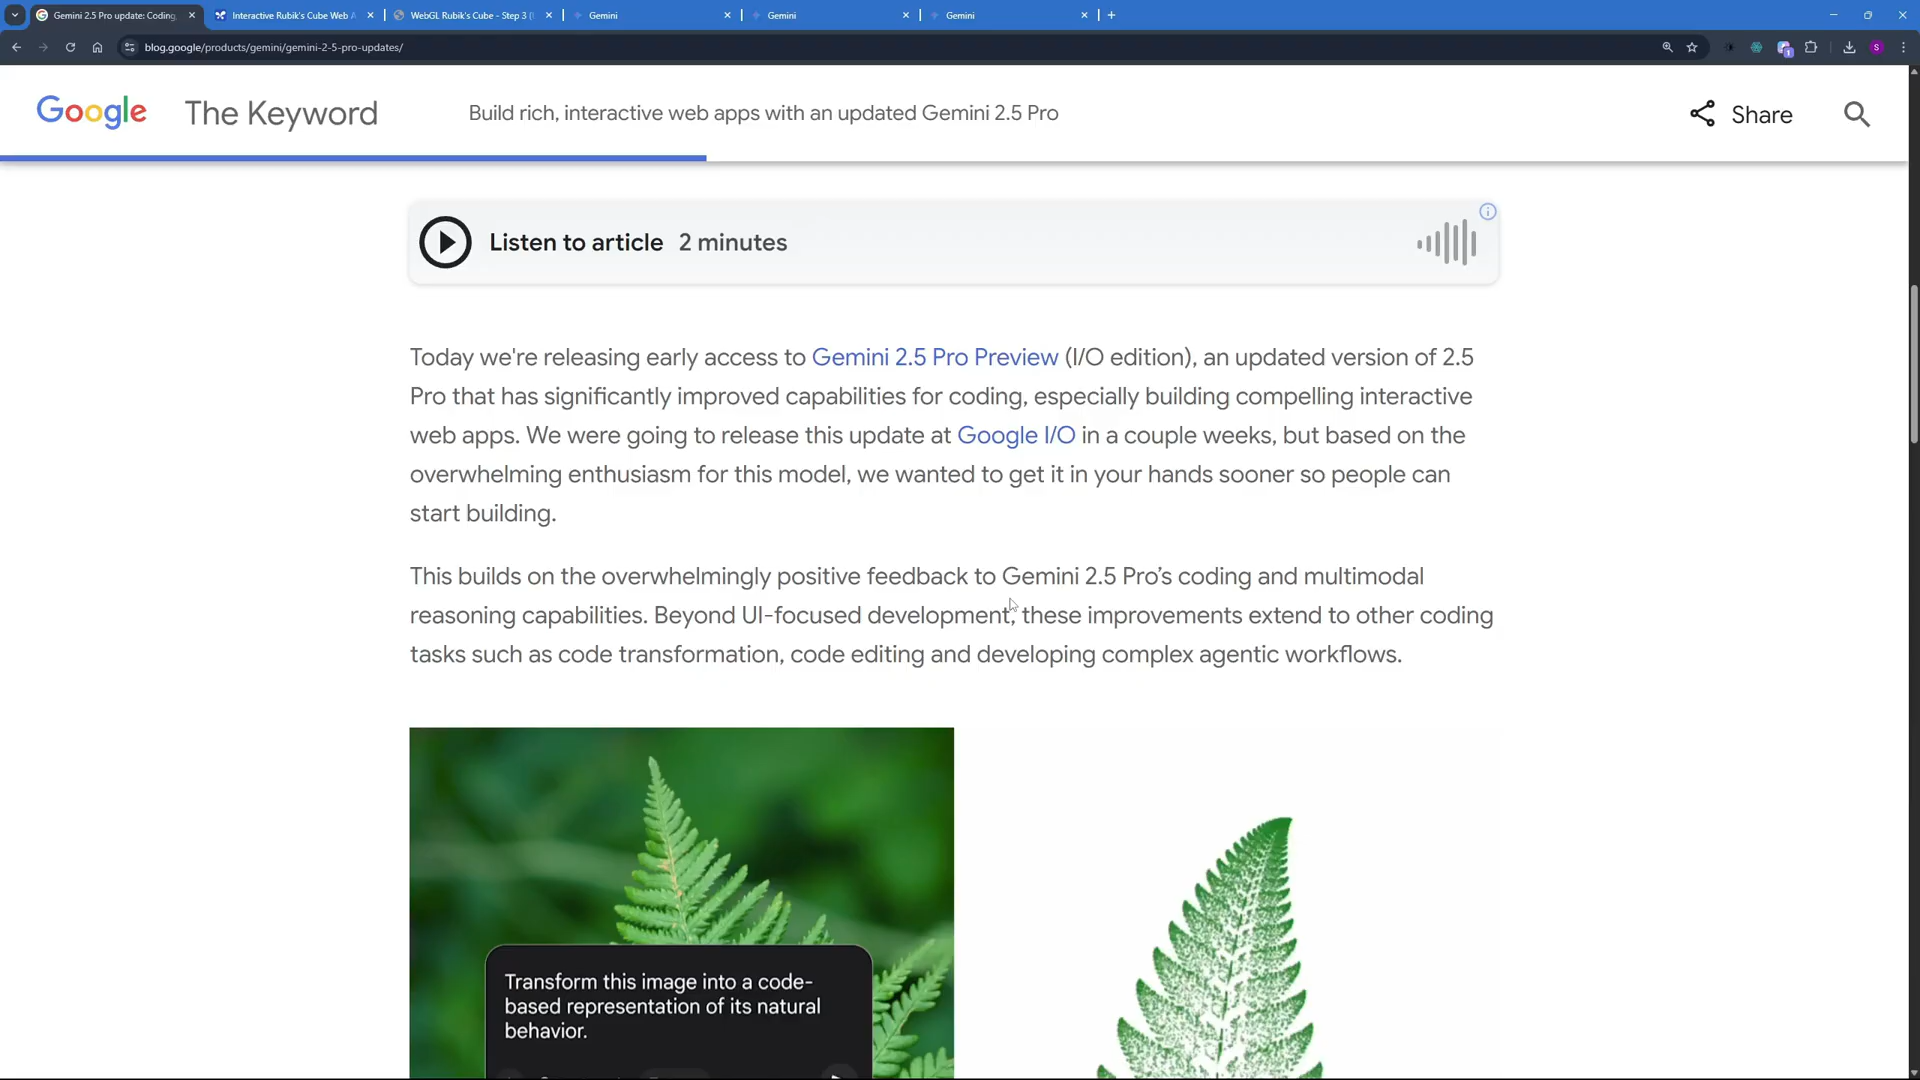 Gemini 2.5 Pro update: Coding,
Interactive Rubik's Cube Web A
WebGL Rubik's Cube - Step 3 (
Gemini
Gemini
Gemini
blog.google/products/gemini/gemini-2-5-pro-updates/
S
1
Google The Keyword
Build rich, interactive web apps with an updated Gemini 2.5 Pro
Share
Listen to article 2 minutes
Today we're releasing early access to Gemini 2.5 Pro Preview (I/O edition), an updated version of 2.5
Pro that has significantly improved capabilities for coding, especially building compelling interactive
web apps. We were going to release this update at Google I/O in a couple weeks, but based on the
overwhelming enthusiasm for this model, we wanted to get it in your hands sooner so people can
start building.
This builds on the overwhelmingly positive feedback to Gemini 2.5 Pro's coding and multimodal
reasoning capabilities. Beyond UI-focused development, these improvements extend to other coding
tasks such as code transformation, code editing and developing complex agentic workflows.
Transform this image into a code-
based representation of its natural
behavior.